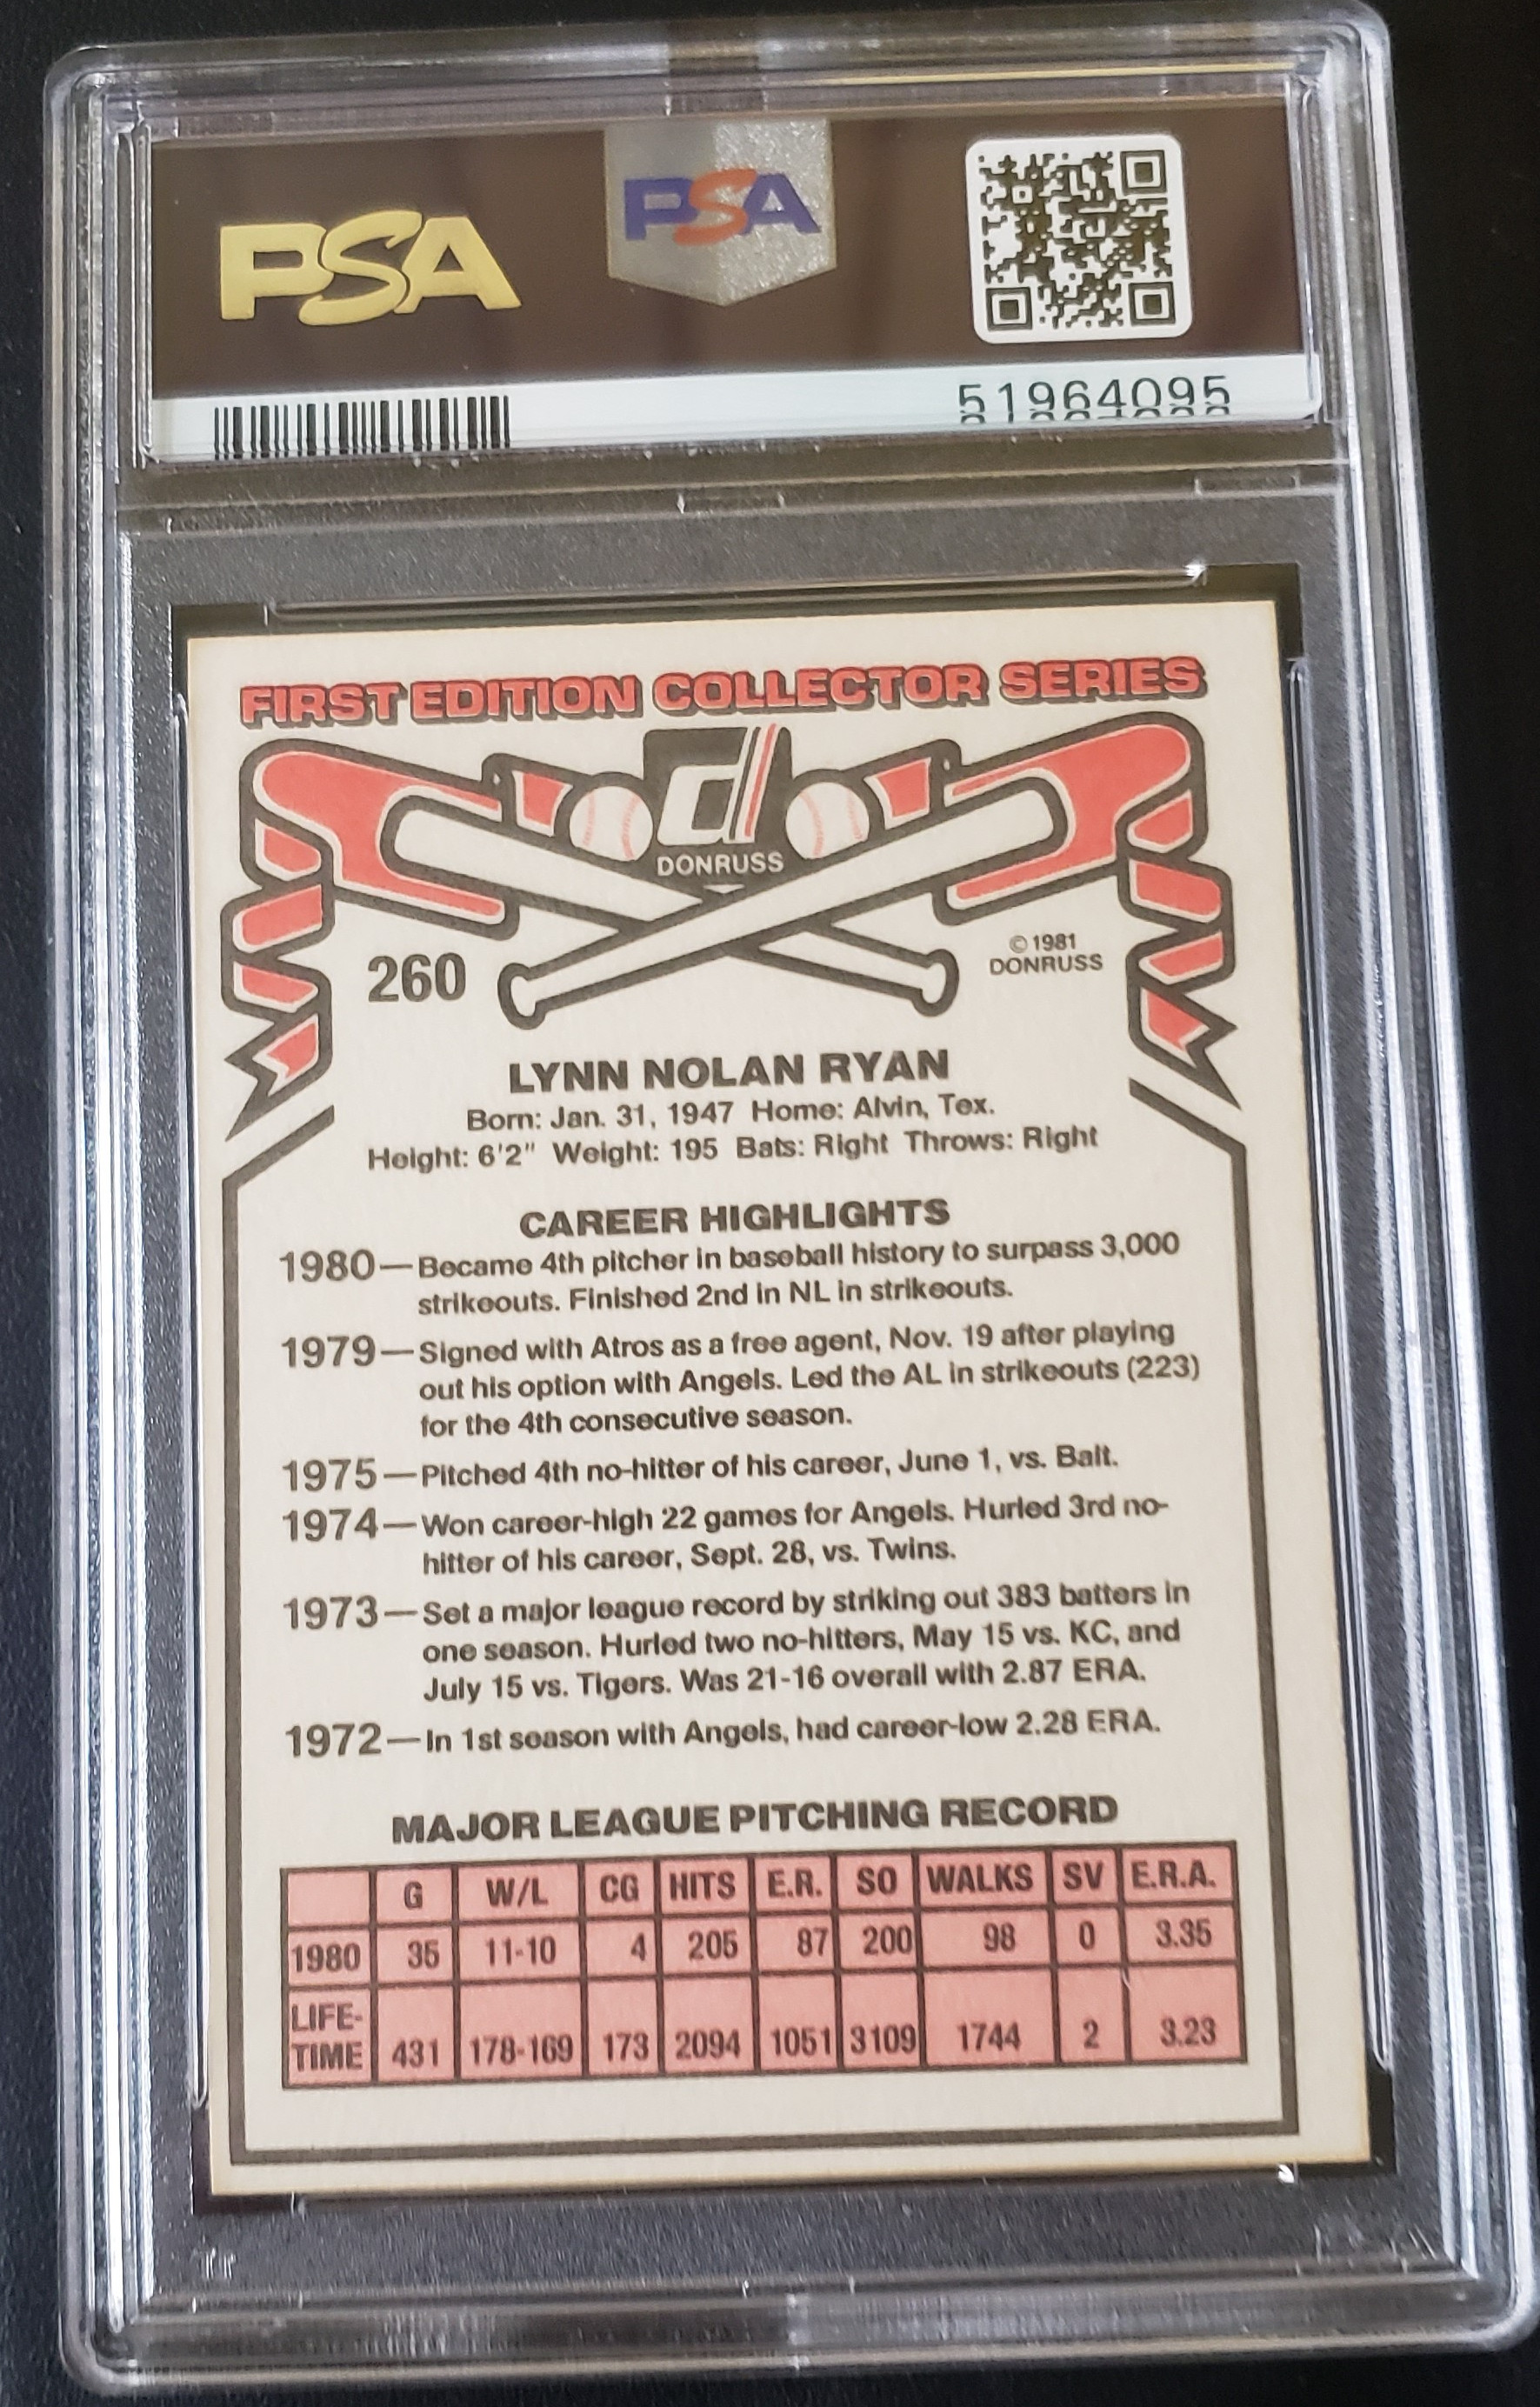 PSA
PSA
51964095
FIRST EDITION COLLECTOR SERIES
d
DONRUSS
260
© 1981
DONRUSS
LYNN NOLAN RYAN
Born: Jan. 31, 1947 Home: Alvin, Tex.
Height: 6'2" Weight: 195 Bats: Right Throws: Right
CAREER HIGHLIGHTS
1980—Became 4th pitcher in baseball history to surpass 3,000
strikeouts. Finished 2nd in NL in strikeouts.
1979—Signed with Atros as a free agent, Nov. 19 after playing
out his option with Angels. Led the AL in strikeouts (223)
for the 4th consecutive season.
1975—Pitched 4th no-hitter of his career, June 1, vs. Balt.
1974—Won career-high 22 games for Angels. Hurled 3rd no-
hitter of his career, Sept. 28, vs. Twins.
1973—Set a major league record by striking out 383 batters in
one season. Hurled two no-hitters, May 15 vs. KC, and
July 15 vs. Tigers. Was 21-16 overall with 2.87 ERA.
1972—In 1st season with Angels, had career-low 2.28 ERA.
MAJOR LEAGUE PITCHING RECORD
G W/L CG HITS E.R. SO WALKS SV E.R.A.
1980 35 11-10 4 205 87 200 98 0 3.35
LIFE-
TIME 431 178-169 173 2094 1051 3109 1744 2 3.23